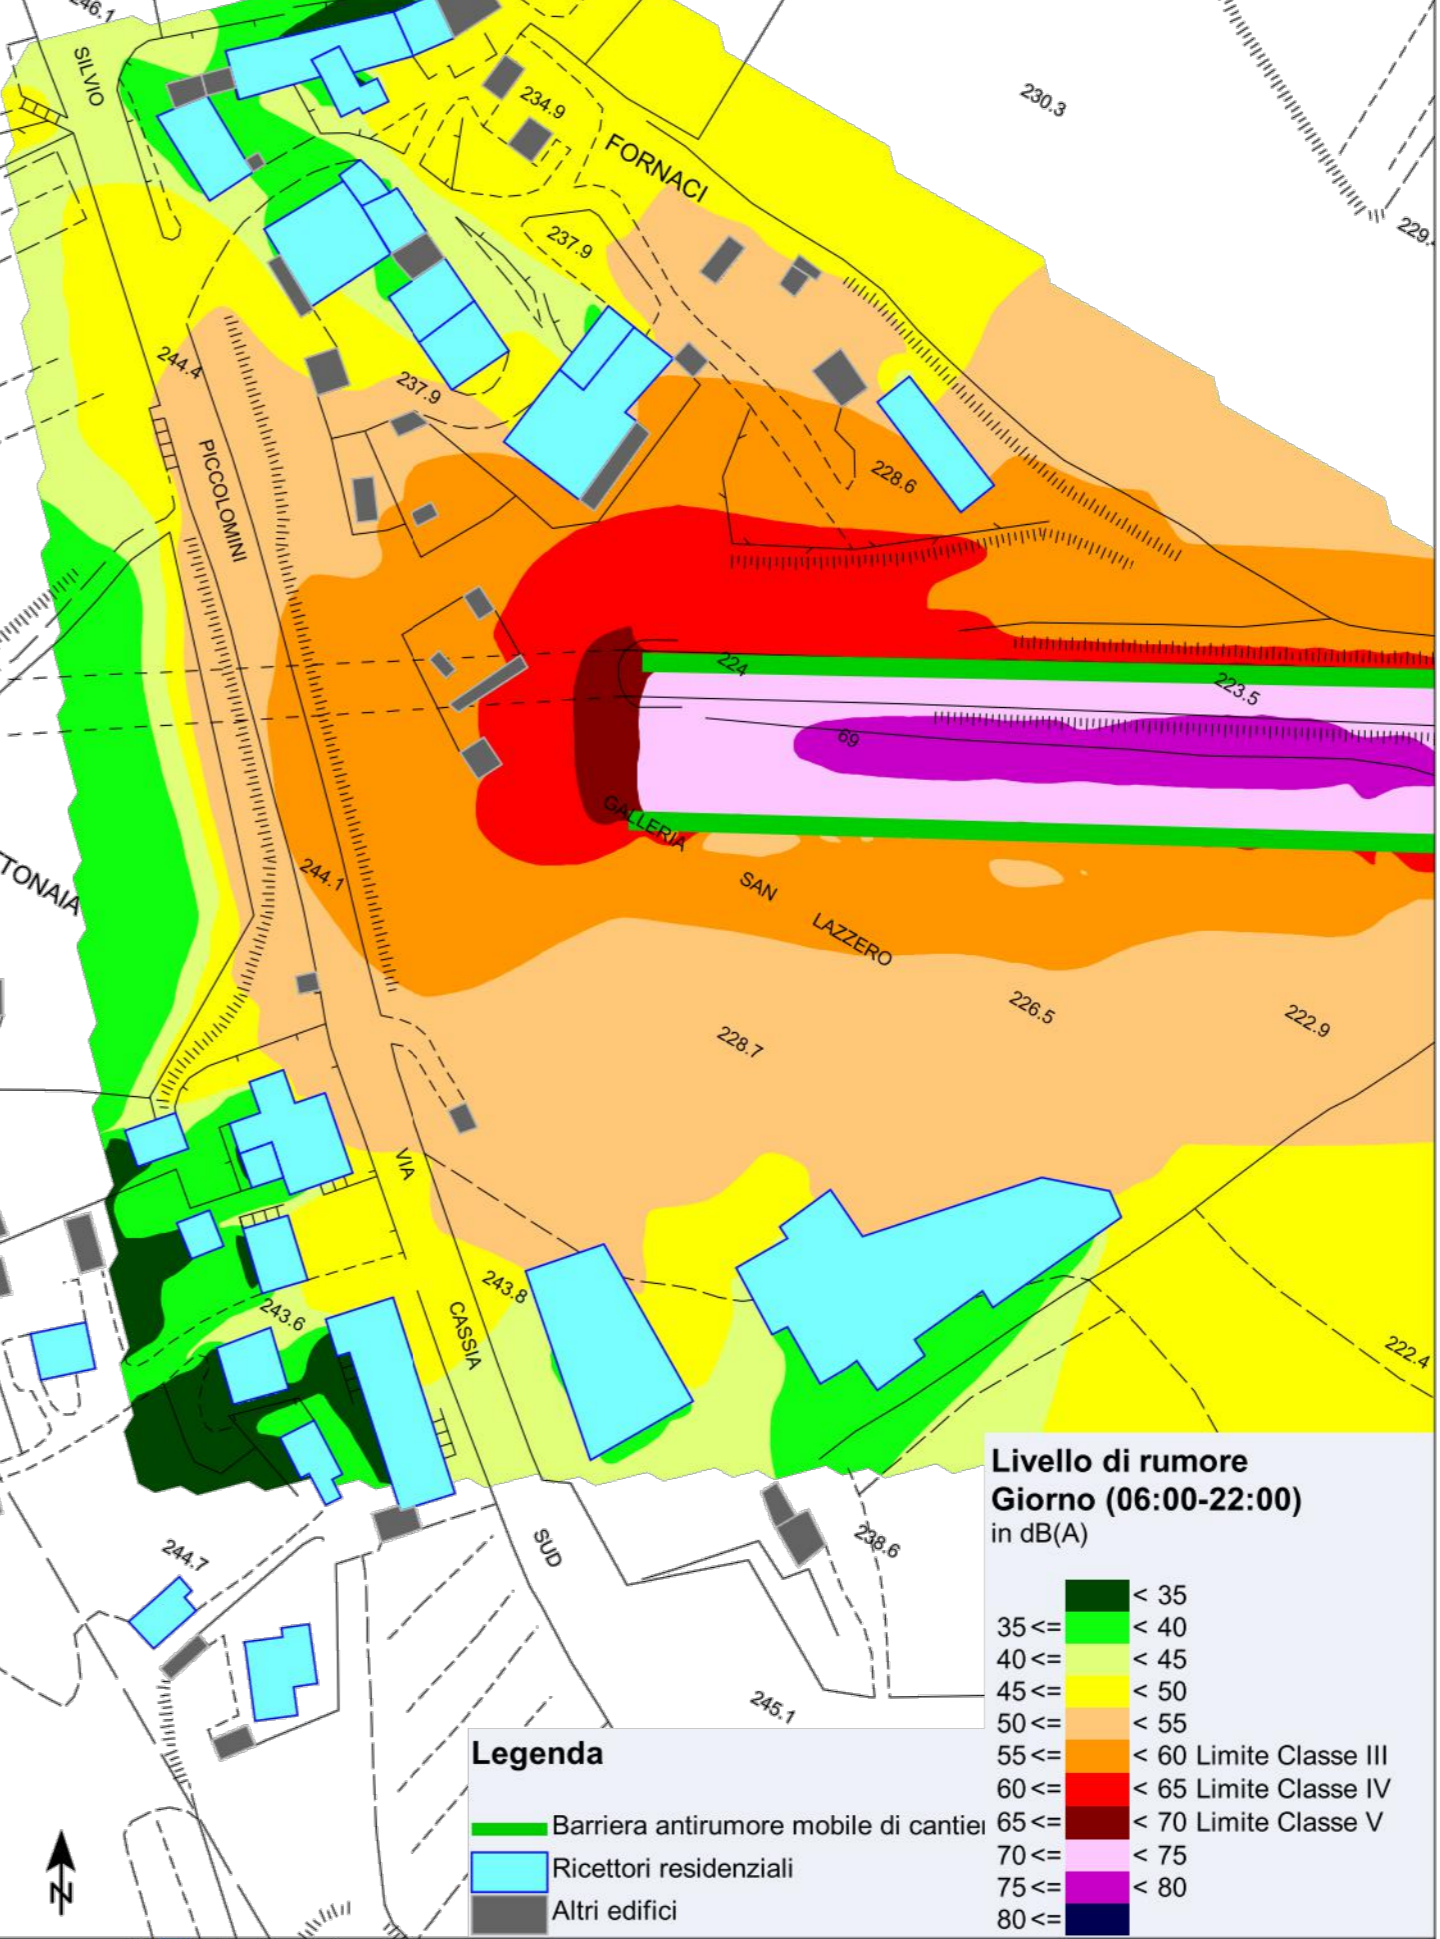 246.1
SILVIO
234.9
FORNACI
230.3
229.
237.9
244.4
237.9
PICCOLOMINI
228.6
224
223.5
69
GALLERIA
TONAIA
244.1
SAN
LAZZERO
226.5
222.9
228.7
VIA
243.8
243.6
CASSIA
222.4
SUD
238.6
244.7
245.1
Livello di rumore
Giorno (06:00-22:00)
in dB(A)
< 35
35 <= < 40
40 <= < 45
45 <= < 50
50 <= < 55
55 <= < 60 Limite Classe III
60 <= < 65 Limite Classe IV
65 <= < 70 Limite Classe V
70 <= < 75
75 <= < 80
80 <=
Legenda
Barriera antirumore mobile di cantier
Ricettori residenziali
Altri edifici
N